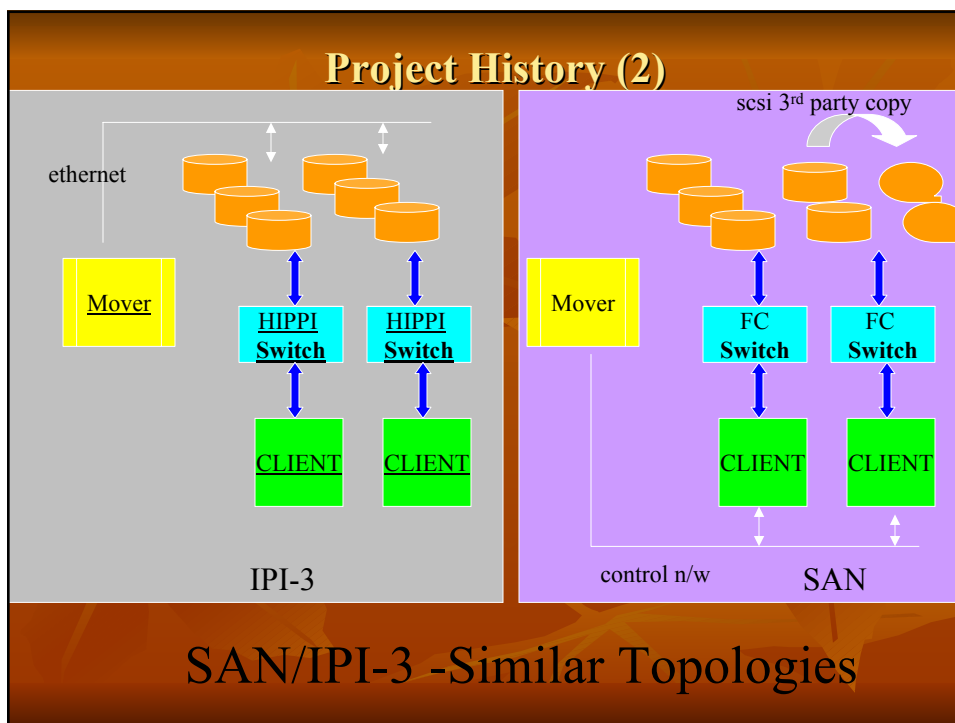 Project History (2)
ethernet
Mover
HIPPI
Switch
HIPPI
Switch
CLIENT
CLIENT
IPI-3
scsi 3rd party copy
Mover
FC
Switch
FC
Switch
CLIENT
CLIENT
control n/w
SAN
SAN/IPI-3 -Similar Topologies